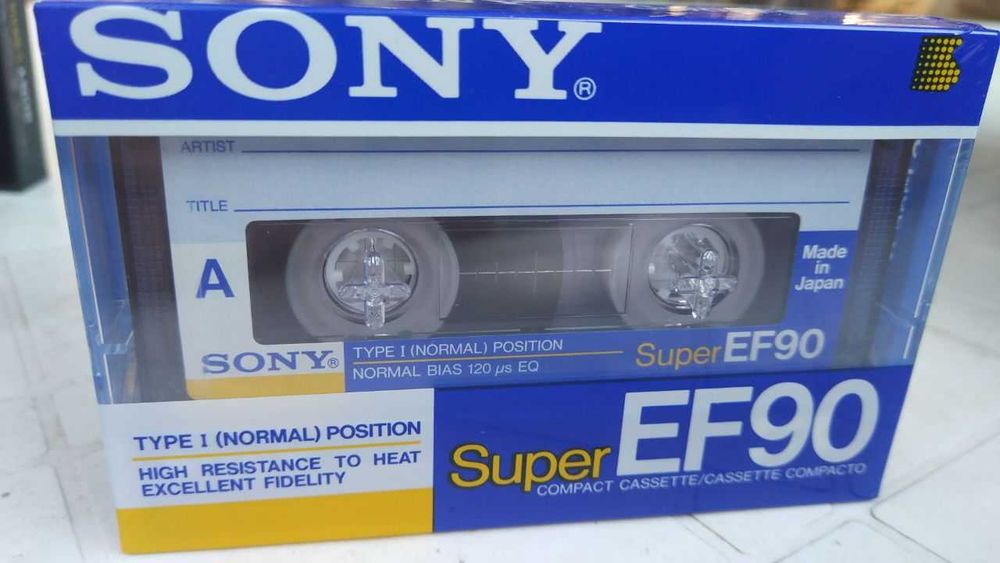 SONY®
ARTIST
TITLE
A
Made
in
Japan
SONY®
TYPE I (NORMAL) POSITION
NORMAL BIAS 120 μs EQ
Super EF90
TYPE I (NORMAL) POSITION
HIGH RESISTANCE TO HEAT
EXCELLENT FIDELITY
Super EF90
COMPACT CASSETTE/CASSETTE COMPACTO